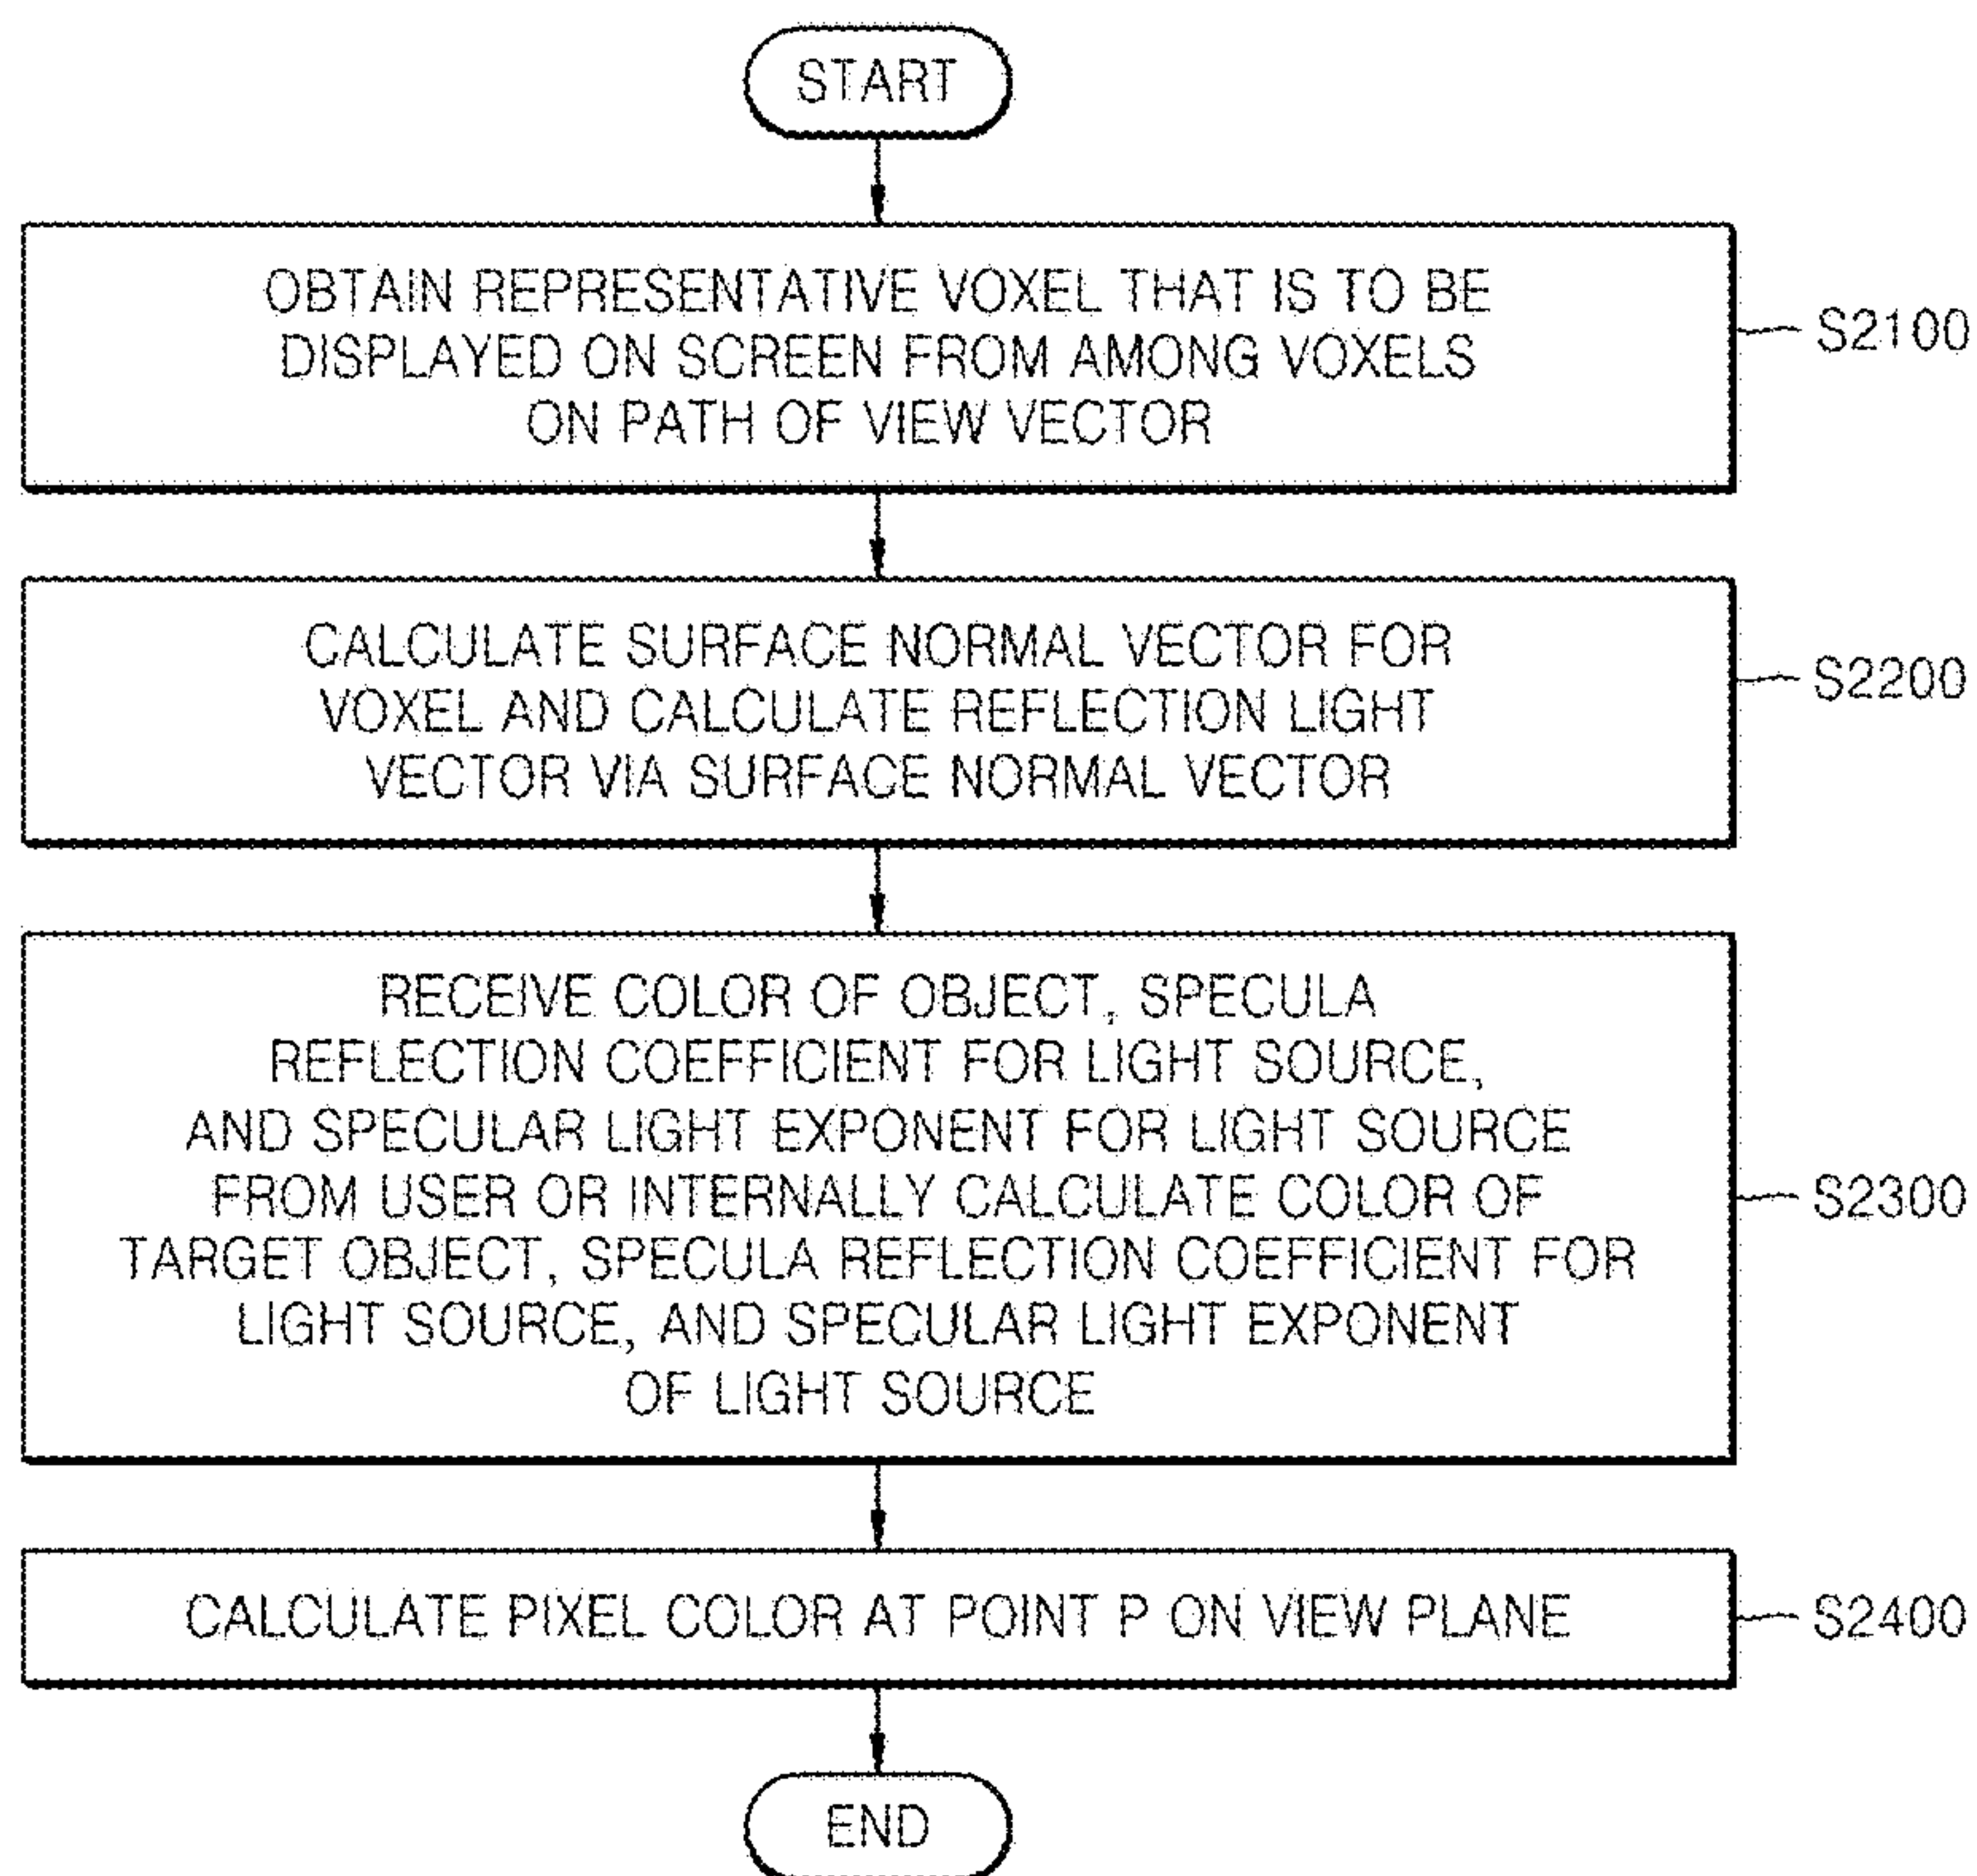 START
OBTAIN REPRESENTATIVE VOXEL THAT IS TO BE
DISPLAYED ON SCREEN FROM AMONG VOXELS
ON PATH OF VIEW VECTOR
S2100
CALCULATE SURFACE NORMAL VECTOR FOR
VOXEL AND CALCULATE REFLECTION LIGHT
VECTOR VIA SURFACE NORMAL VECTOR
S2200
RECEIVE COLOR OF OBJECT, SPECULA
REFLECTION COEFFICIENT FOR LIGHT SOURCE,
AND SPECULAR LIGHT EXPONENT FOR LIGHT SOURCE
FROM USER OR INTERNALLY CALCULATE COLOR OF
TARGET OBJECT, SPECULA REFLECTION COEFFICIENT FOR
LIGHT SOURCE, AND SPECULAR LIGHT EXPONENT
OF LIGHT SOURCE
S2300
CALCULATE PIXEL COLOR AT POINT P ON VIEW PLANE
S2400
END